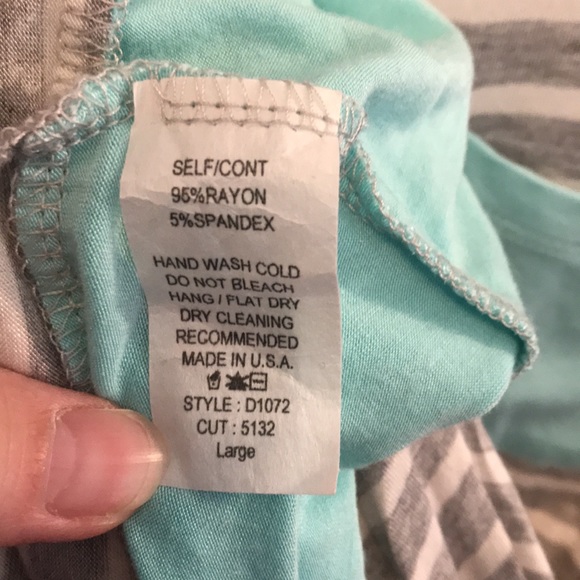 SELF/CONT
95%RAYON
5%SPANDEX
HAND WASH COLD
DO NOT BLEACH
HANG / FLAT DRY
DRY CLEANING
RECOMMENDED
MADE IN U.S.A.
STYLE : D1072
CUT : 5132
Large